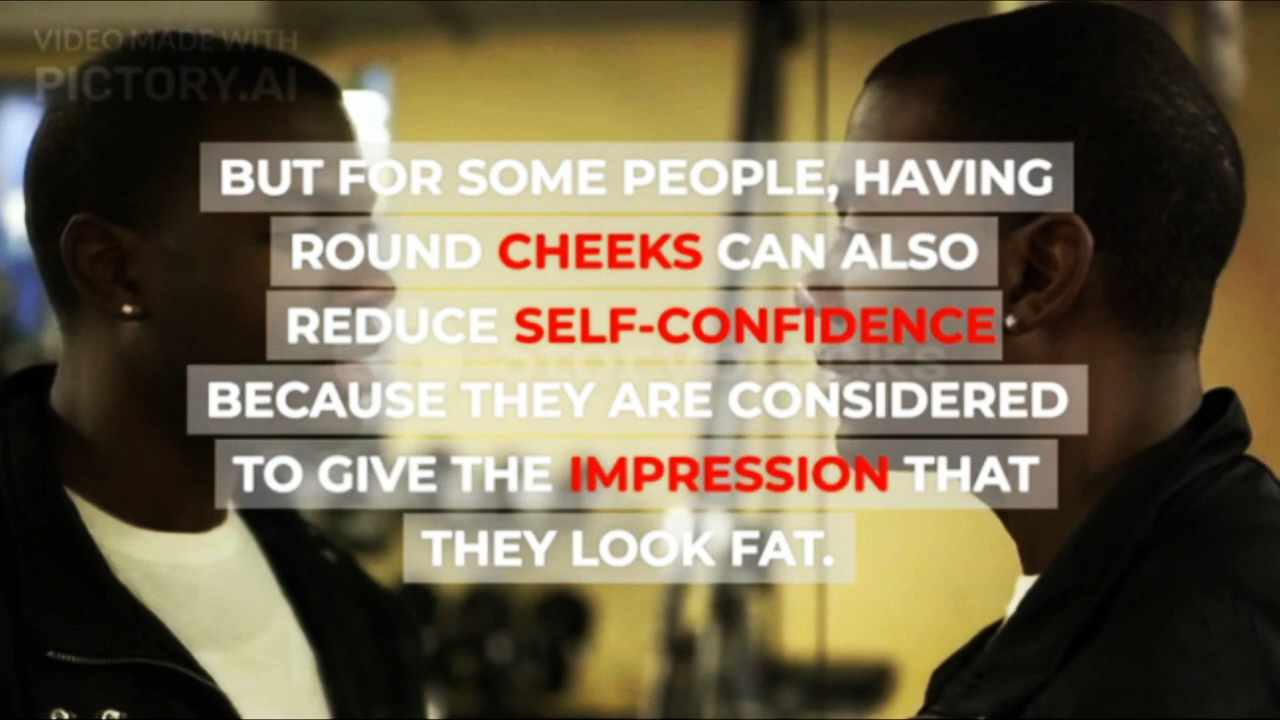 VIDEO MADE WITH
PICTORY.AI
BUT FOR SOME PEOPLE, HAVING
ROUND CHEEKS CAN ALSO
REDUCE SELF-CONFIDENCE
BECAUSE THEY ARE CONSIDERED
TO GIVE THE IMPRESSION THAT
THEY LOOK FAT.